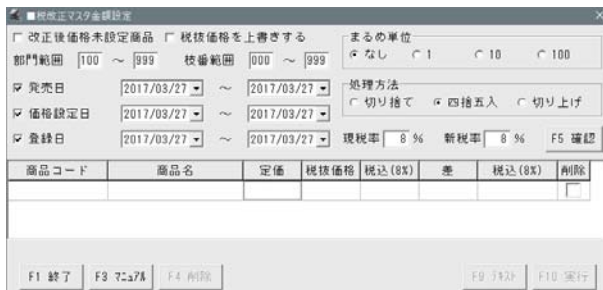 ■税改正マスタ金額設定
改正後価格未設定商品 税抜価格を上書きする
まるめ単位
なし 1 10 100
部門範囲 100 ～ 999 枝番範囲 000 ～ 999
発売日 2017/03/27 ～ 2017/03/27
処理方法
切り捨て 四捨五入 切り上げ
価格設定日 2017/03/27 ～ 2017/03/27
登録日 2017/03/27 ～ 2017/03/27 現税率 8 % 新税率 8 % F5 確認
商品コード 商品名 定価 税抜価格 税込(8%) 差 税込(8%) 削除
F1 終了 F3 マニュアル F4 削除 F9 テキスト F10 実行